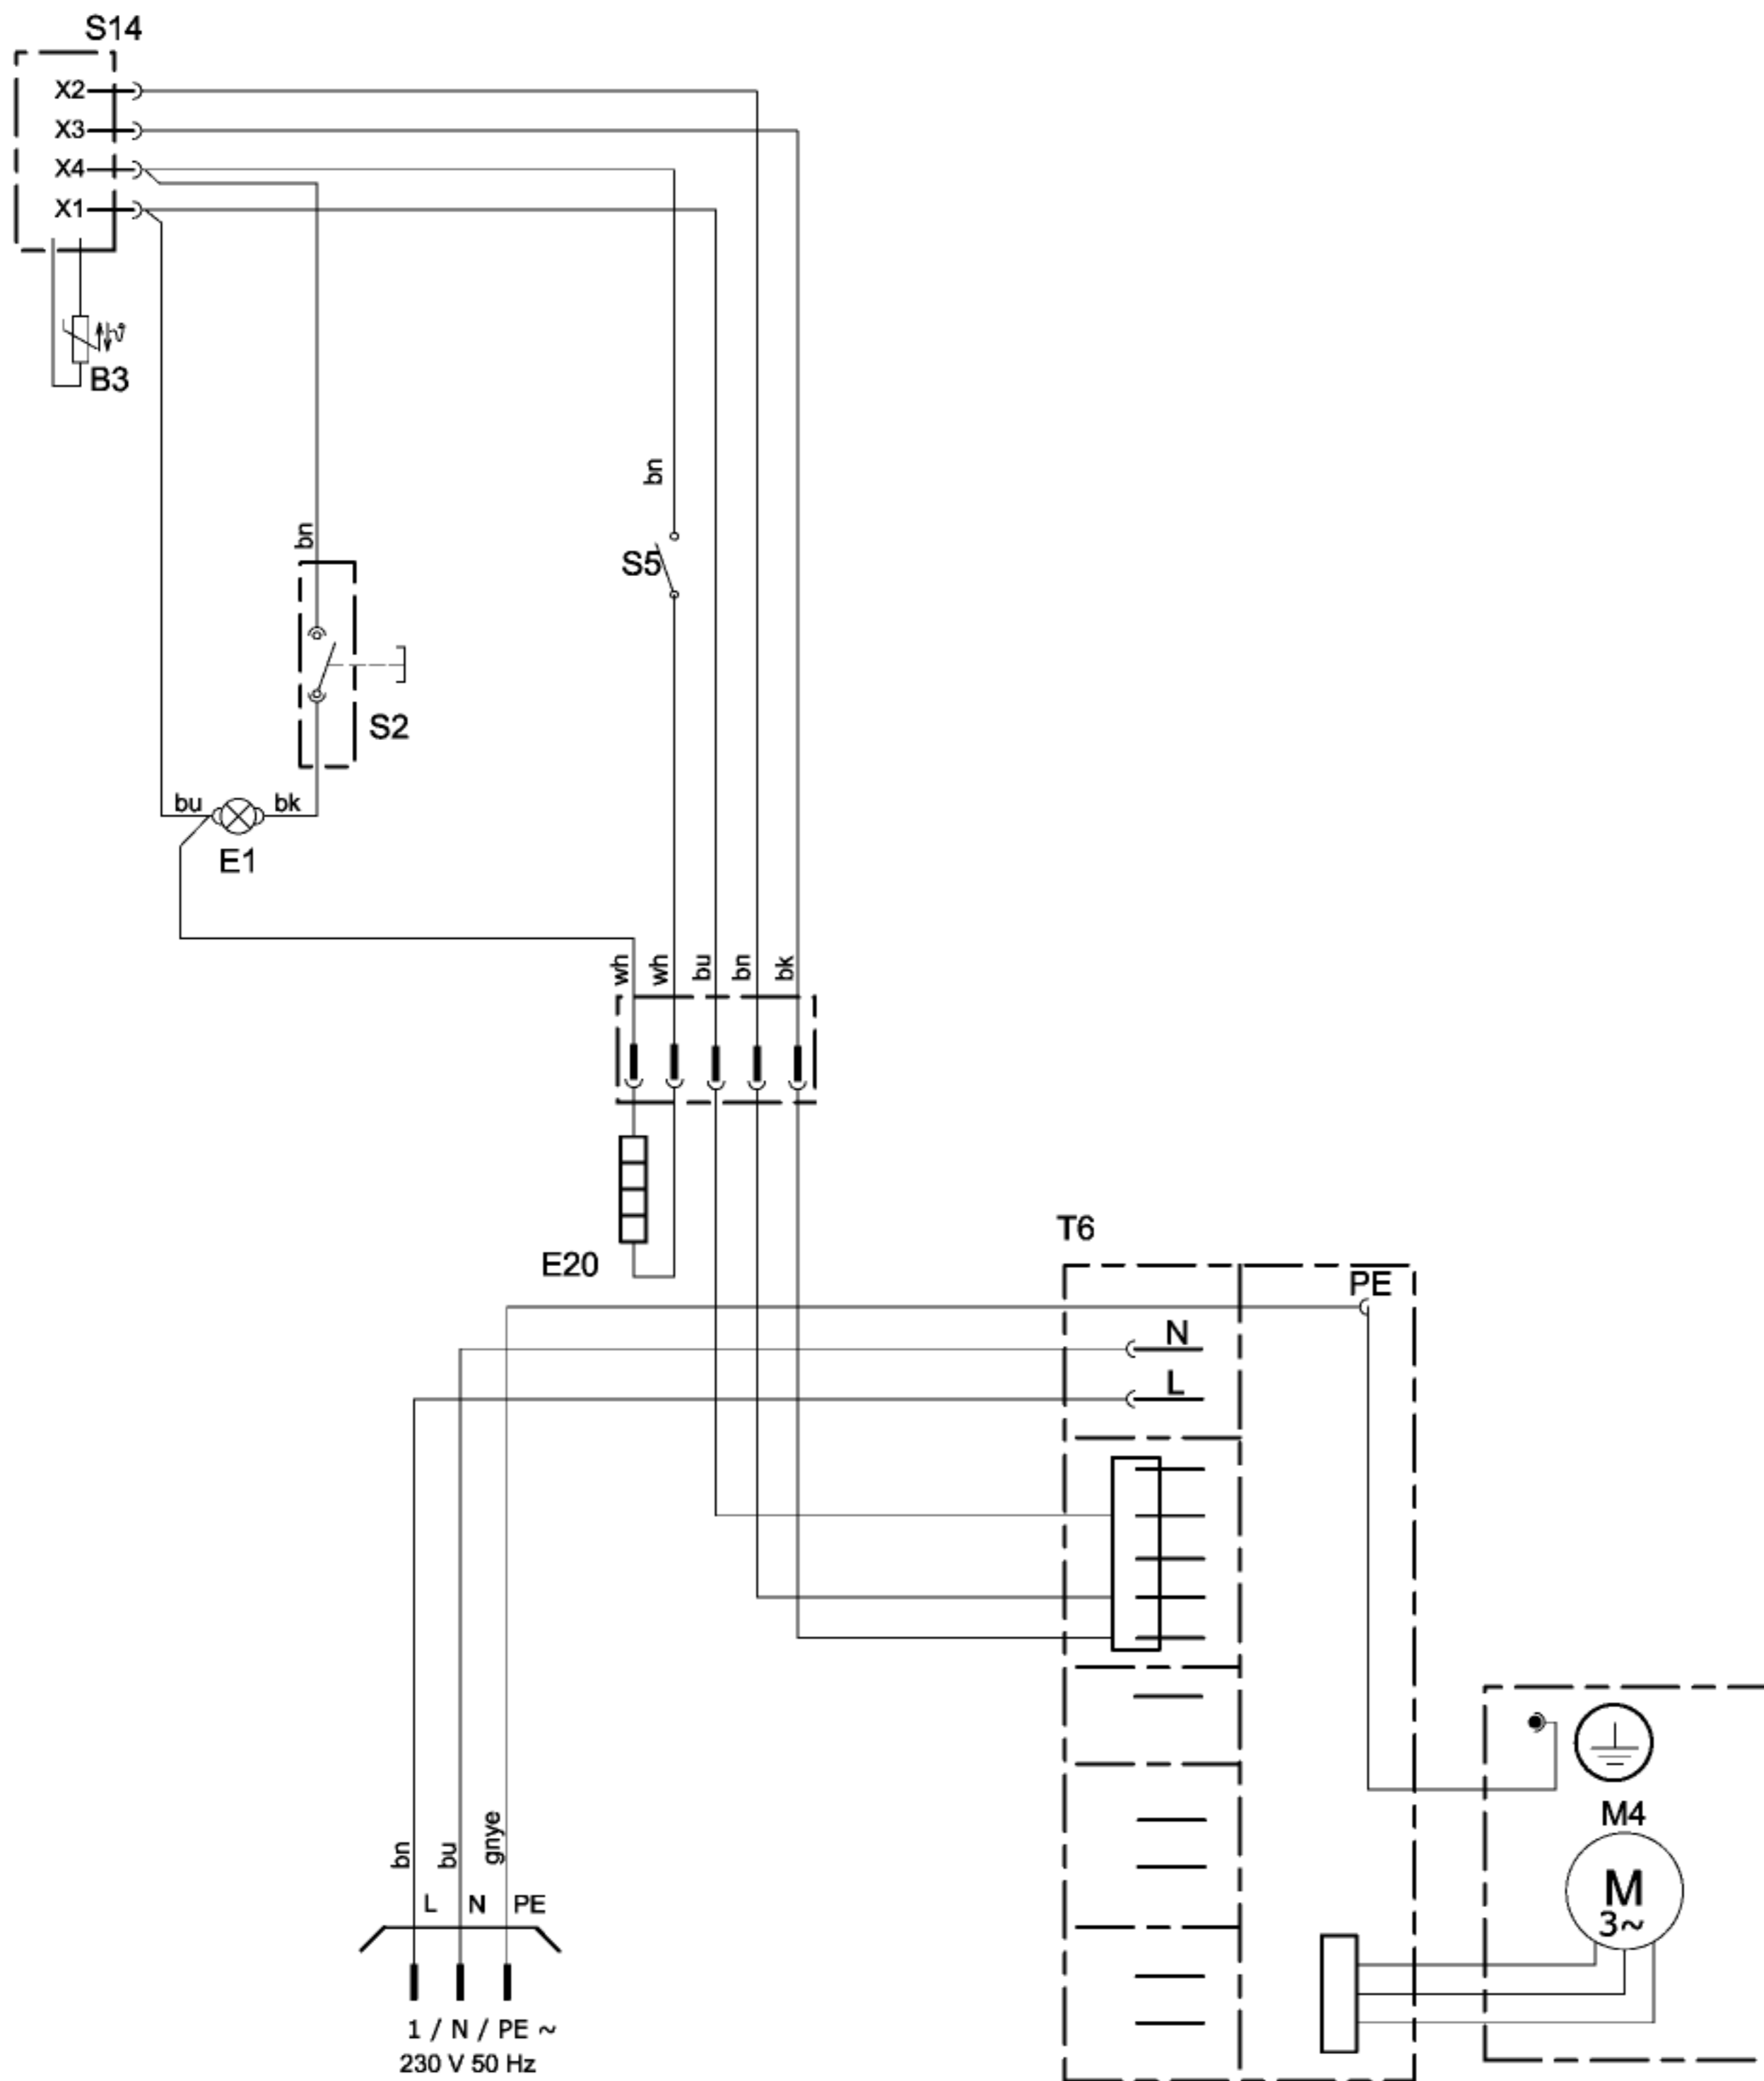 S14
X2
X3
X4
X1
B3
bn
bn
S5
S2
bu
bk
E1
wh
wh
bu
bn
bk
E20
T6
PE
N
L
bn
bu
gnye
L
N
PE
M4
M
3~
1 / N / PE ~
230 V 50 Hz